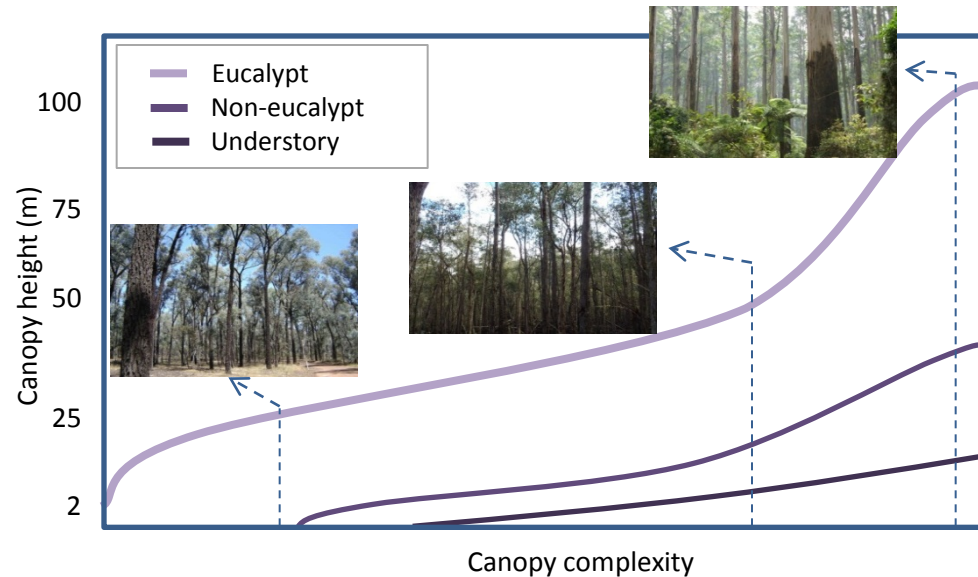 Eucalypt
Non-eucalypt
Understory
Canopy height (m)
100
75
50
25
2
Canopy complexity